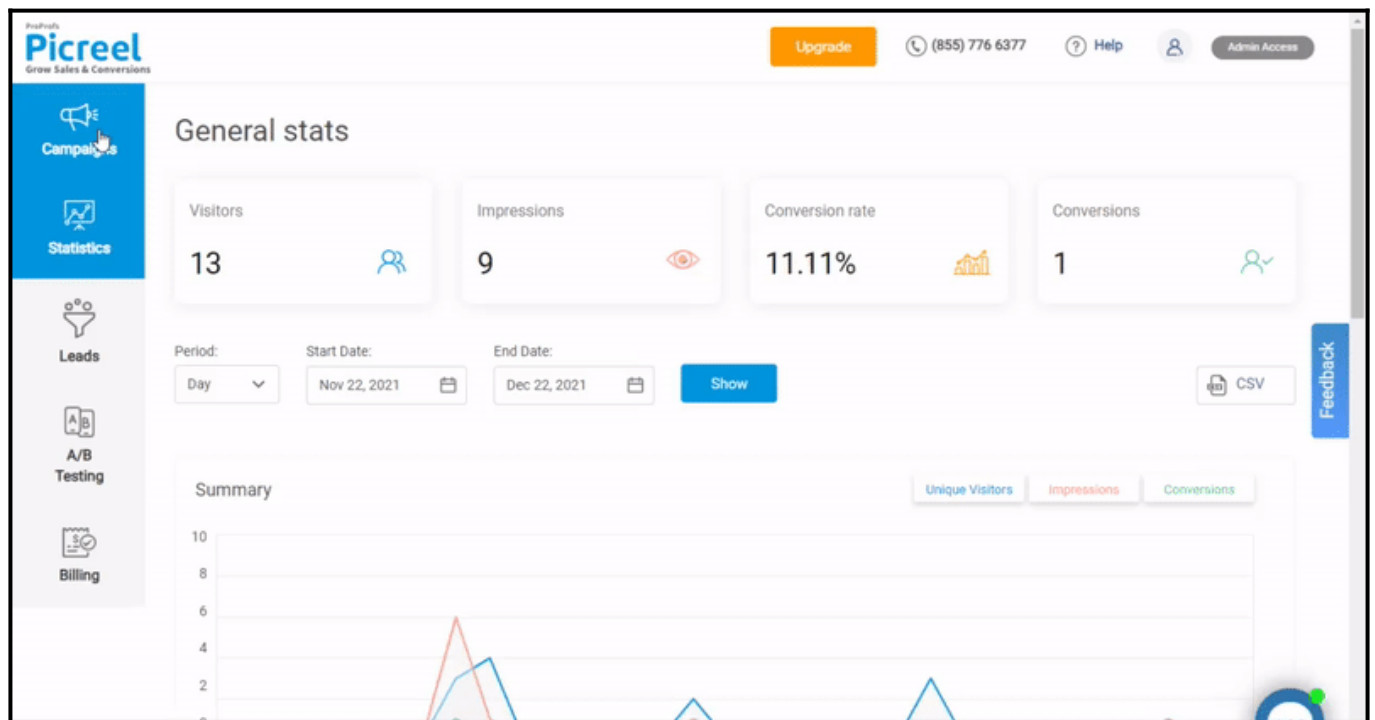 ProProfs
Picreel
Grow Sales & Conversions
Upgrade
(855) 776 6377
? Help
Admin Access
Campaigns
Statistics
Leads
A/B
Testing
Billing
General stats
Visitors
13
Impressions
9
Conversion rate
11.11%
Conversions
1
Period:
Day
Start Date:
Nov 22, 2021
End Date:
Dec 22, 2021
Show
CSV
Feedback
Summary
Unique Visitors
Impressions
Conversions
10
8
6
4
2